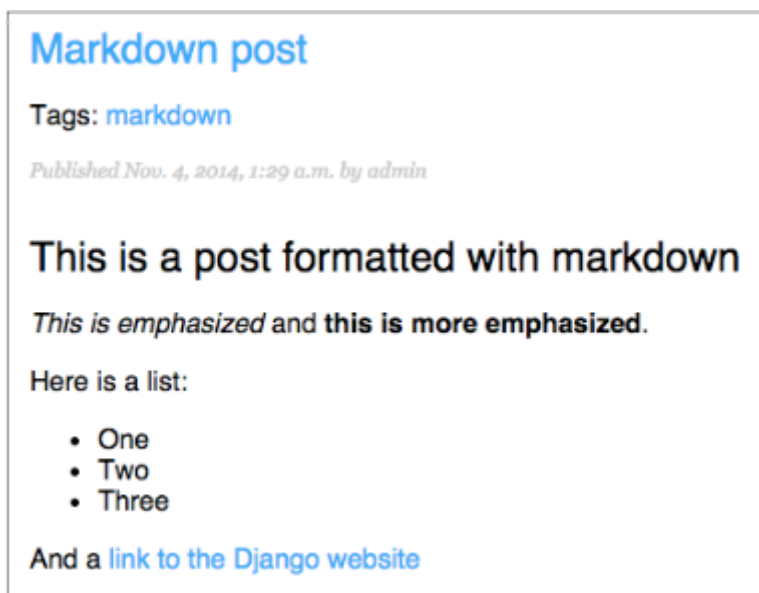 Markdown post
Tags: markdown
Published Nov. 4, 2014, 1:29 a.m. by admin
This is a post formatted with markdown
This is emphasized and this is more emphasized.
Here is a list:
• One
• Two
• Three
And a link to the Django website